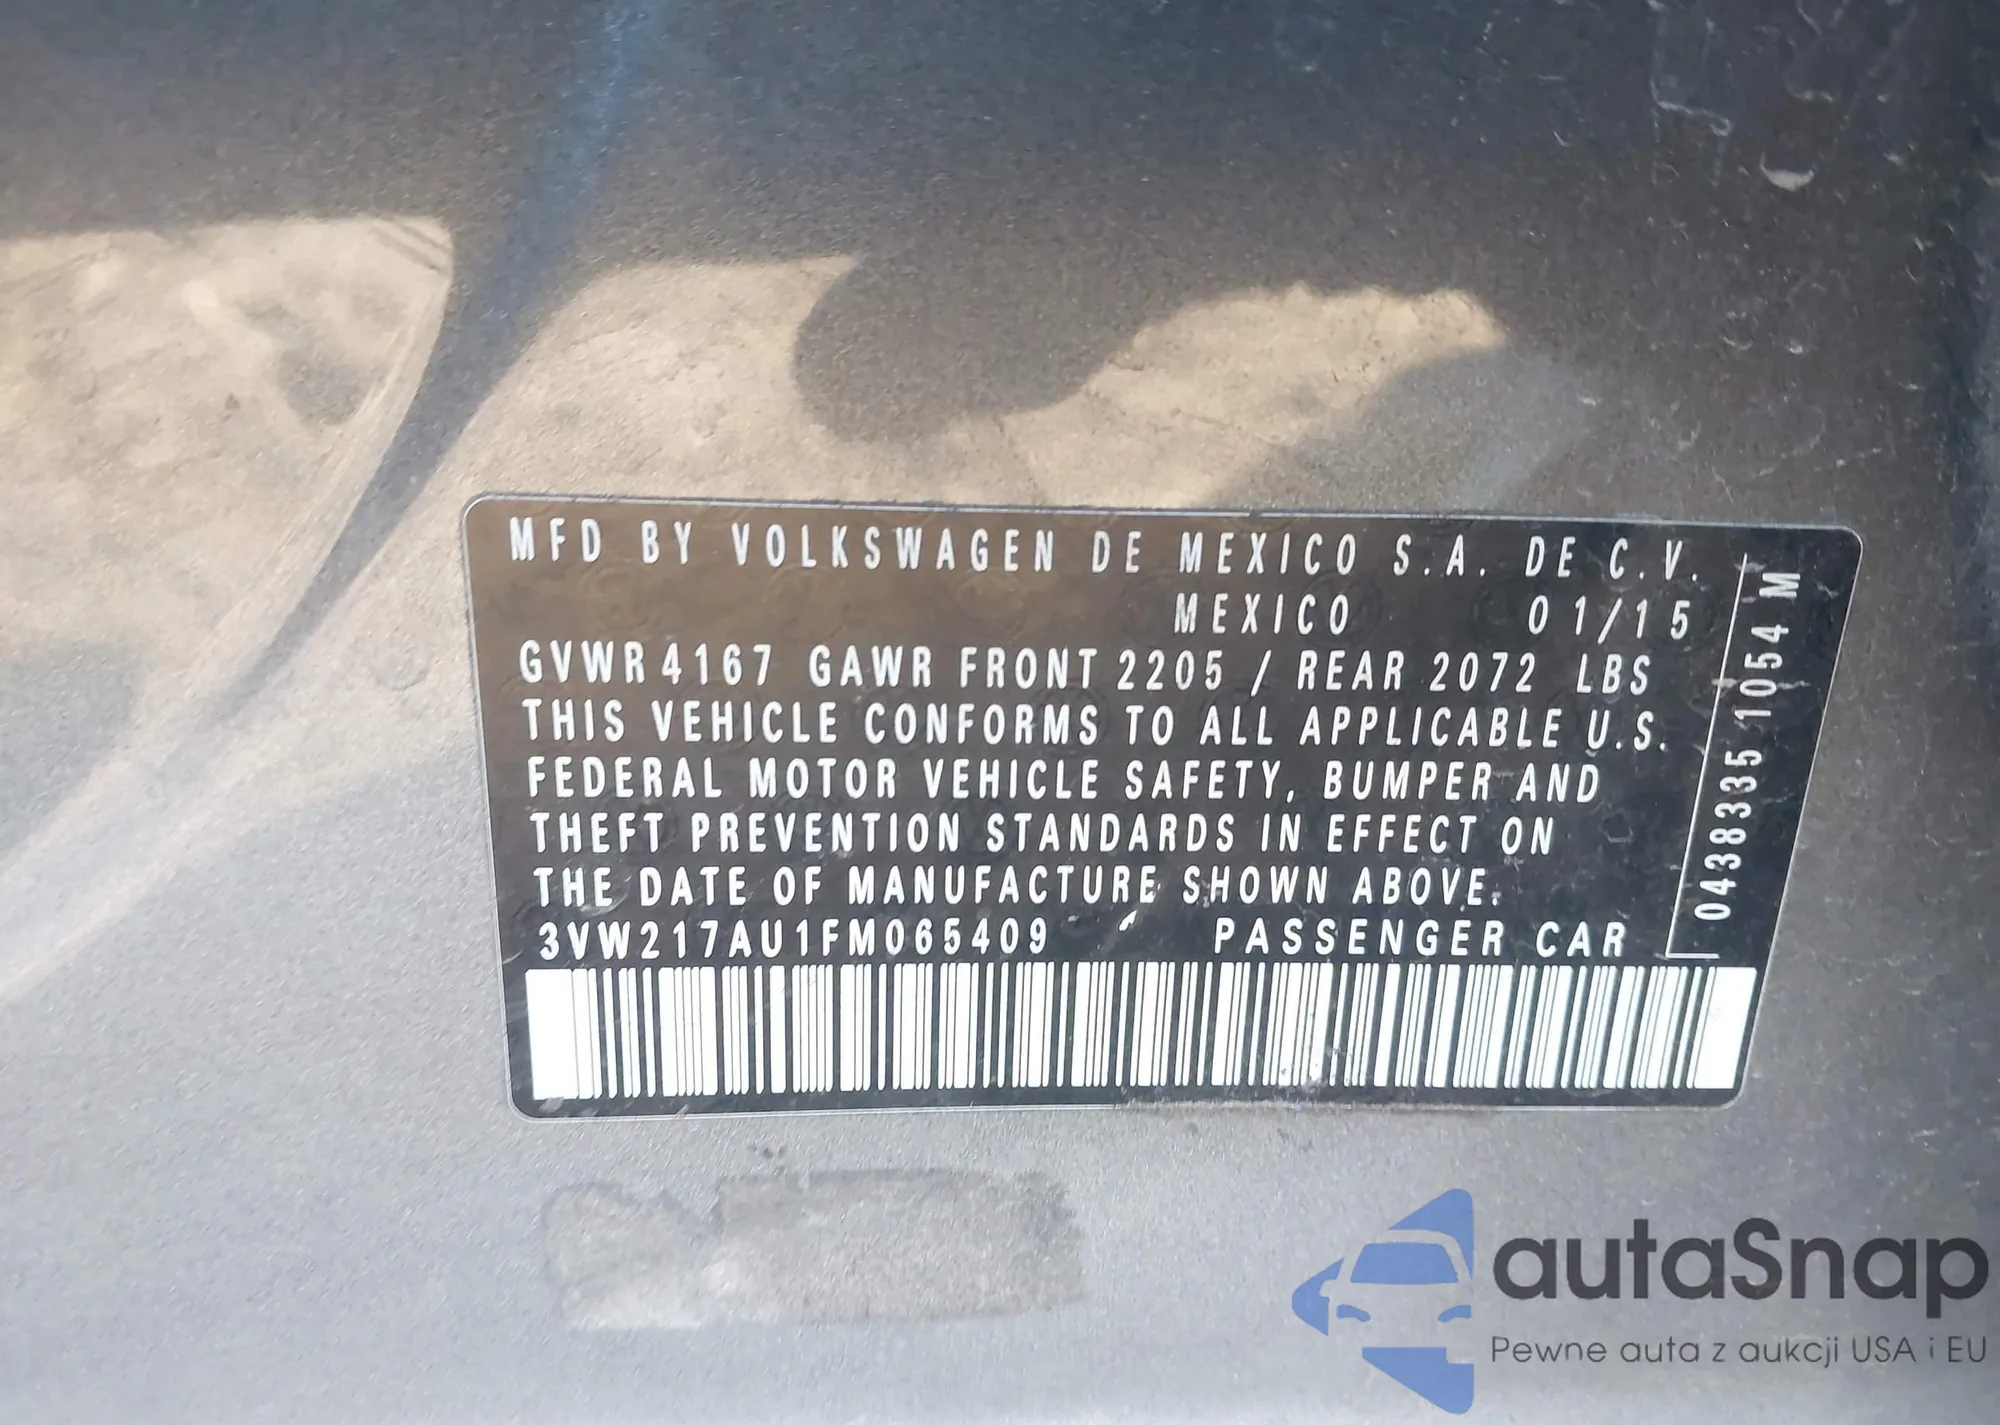 MFD BY VOLKSWAGEN DE MEXICO S.A. DE C.V.
MEXICO 01/15
GVWR 4167 GAWR FRONT 2205 / REAR 2072 LBS
THIS VEHICLE CONFORMS TO ALL APPLICABLE U.S.
FEDERAL MOTOR VEHICLE SAFETY, BUMPER AND
THEFT PREVENTION STANDARDS IN EFFECT ON
THE DATE OF MANUFACTURE SHOWN ABOVE.
3VW217AU1FM065409 PASSENGER CAR
0438335 1054 M
autaSnap
Pewne auta z aukcji USA i EU